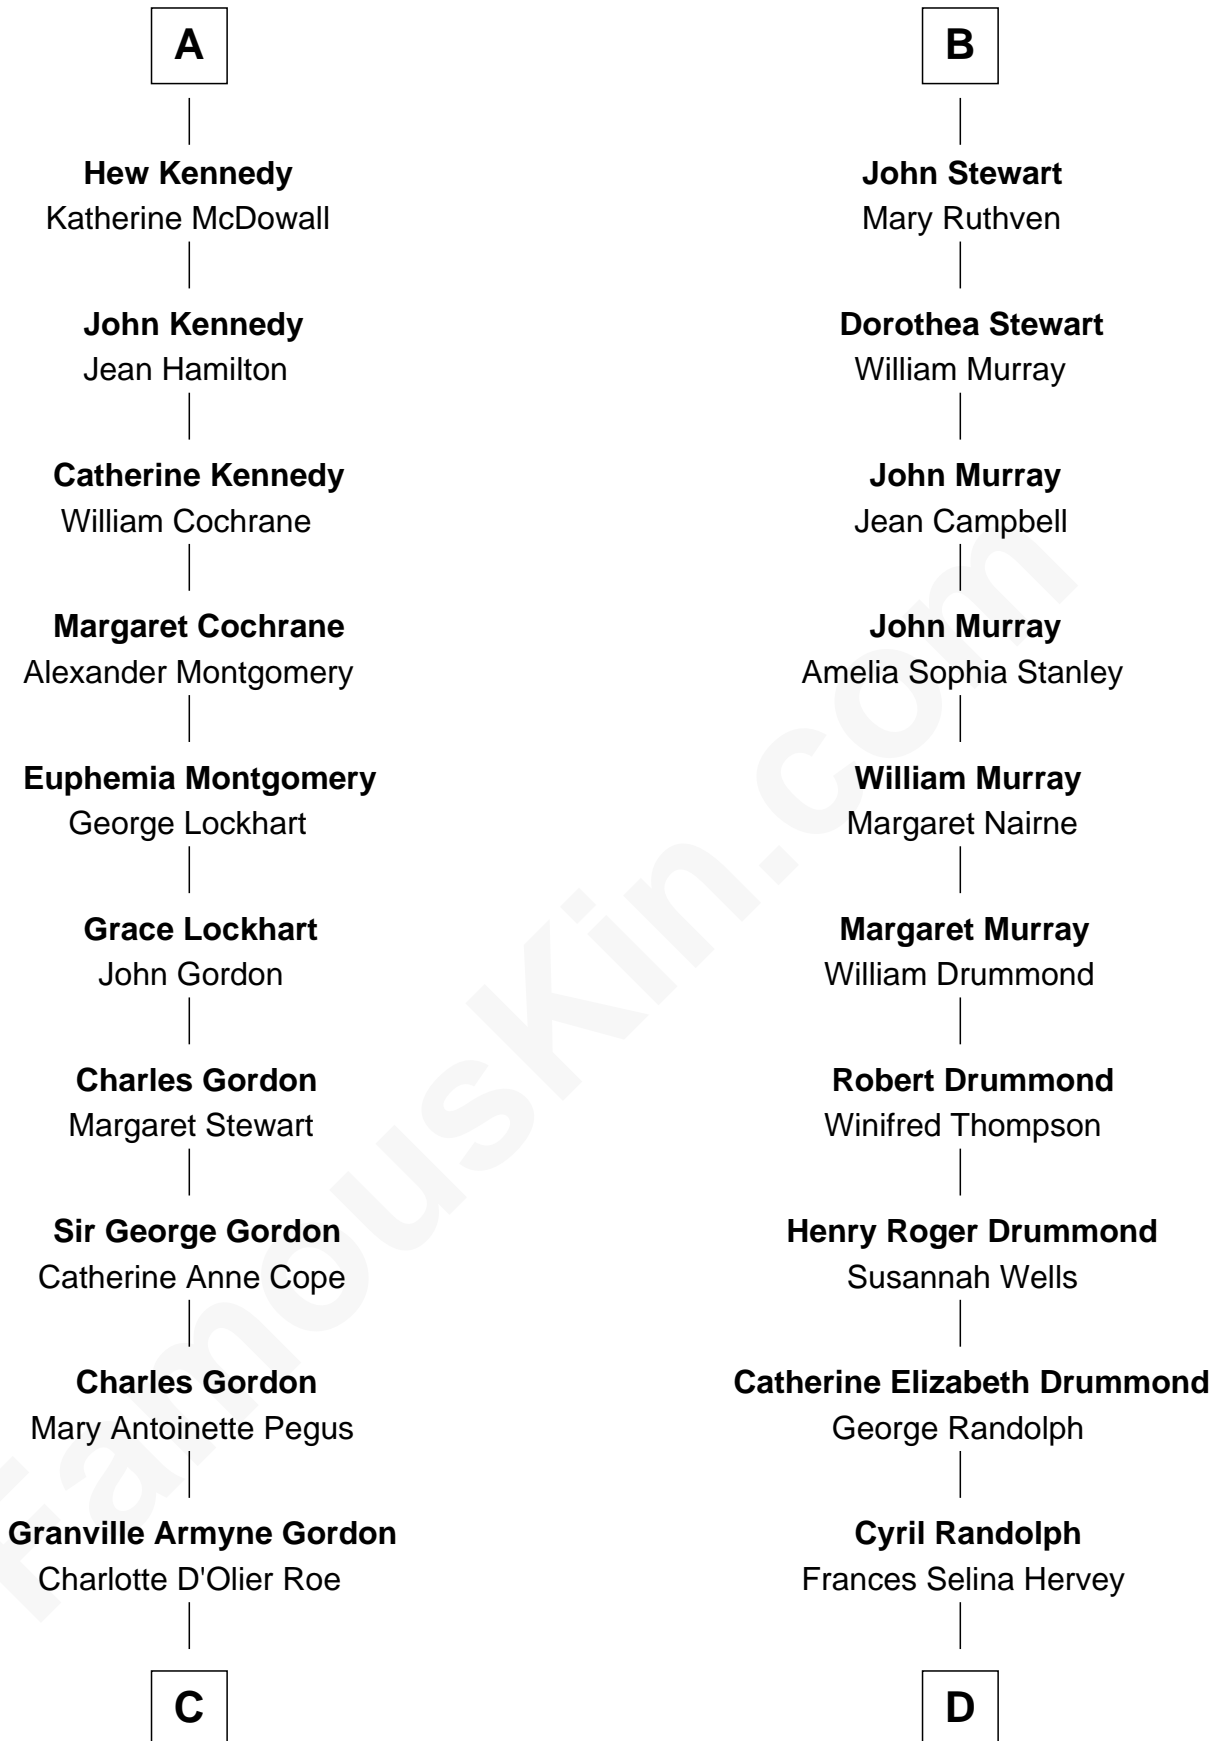 A
Hew Kennedy
Katherine McDowall
John Kennedy
Jean Hamilton
Catherine Kennedy
William Cochrane
Margaret Cochrane
Alexander Montgomery
Euphemia Montgomery
George Lockhart
Grace Lockhart
John Gordon
Charles Gordon
Margaret Stewart
Sir George Gordon
Catherine Anne Cope
Charles Gordon
Mary Antoinette Pegus
Granville Armyne Gordon
Charlotte D'Olier Roe
C
B
John Stewart
Mary Ruthven
Dorothea Stewart
William Murray
John Murray
Jean Campbell
John Murray
Amelia Sophia Stanley
William Murray
Margaret Nairne
Margaret Murray
William Drummond
Robert Drummond
Winifred Thompson
Henry Roger Drummond
Susannah Wells
Catherine Elizabeth Drummond
George Randolph
Cyril Randolph
Frances Selina Hervey
D
FamousKin.com